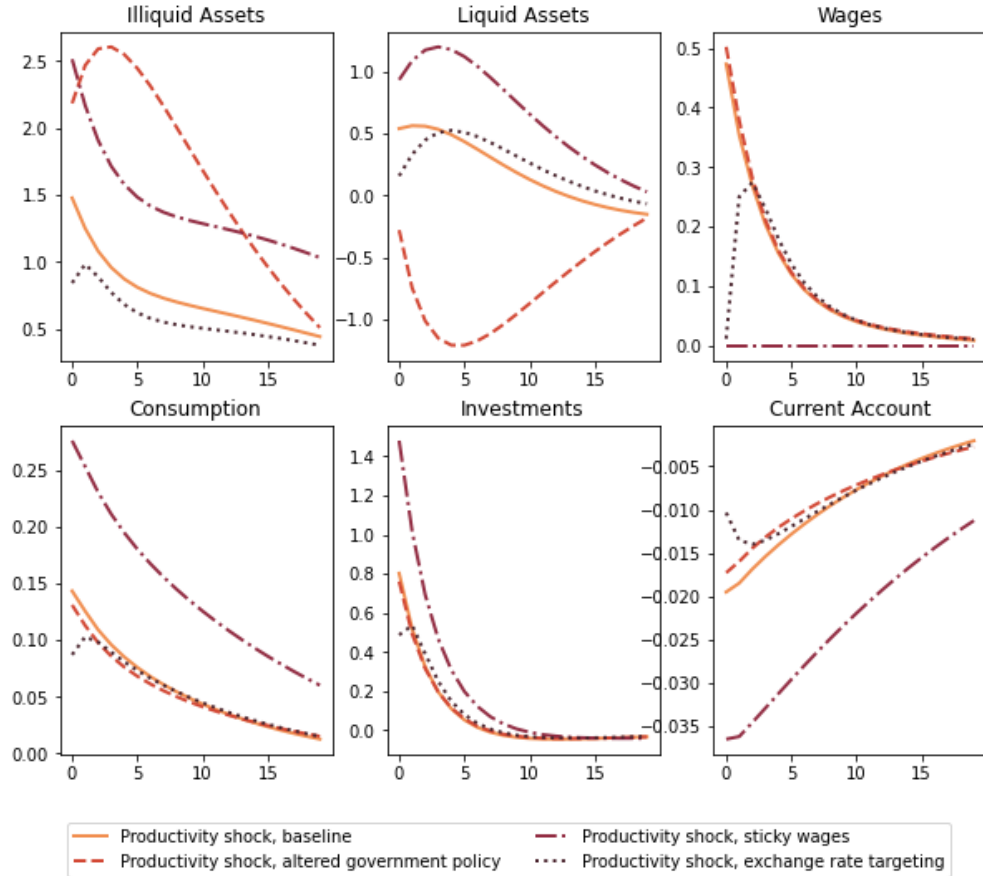 Illiquid Assets Liquid Assets Wages
2.5 1.0 0.5
2.0 0.5 0.4
1.5 0.0 0.3
1.0 −0.5 0.2
0.5 −1.0 0.1
0.0
0 5 10 15 0 5 10 15 0 5 10 15
Consumption Investments Current Account
0.25 1.4 −0.005
0.20 1.2 −0.010
0.15 1.0 −0.015
0.10 0.8 −0.020
0.05 0.6 −0.025
0.00 0.4 −0.030
0.2 −0.035
0.0
0 5 10 15 0 5 10 15 0 5 10 15
Productivity shock, baseline Productivity shock, sticky wages
Productivity shock, altered government policy Productivity shock, exchange rate targeting